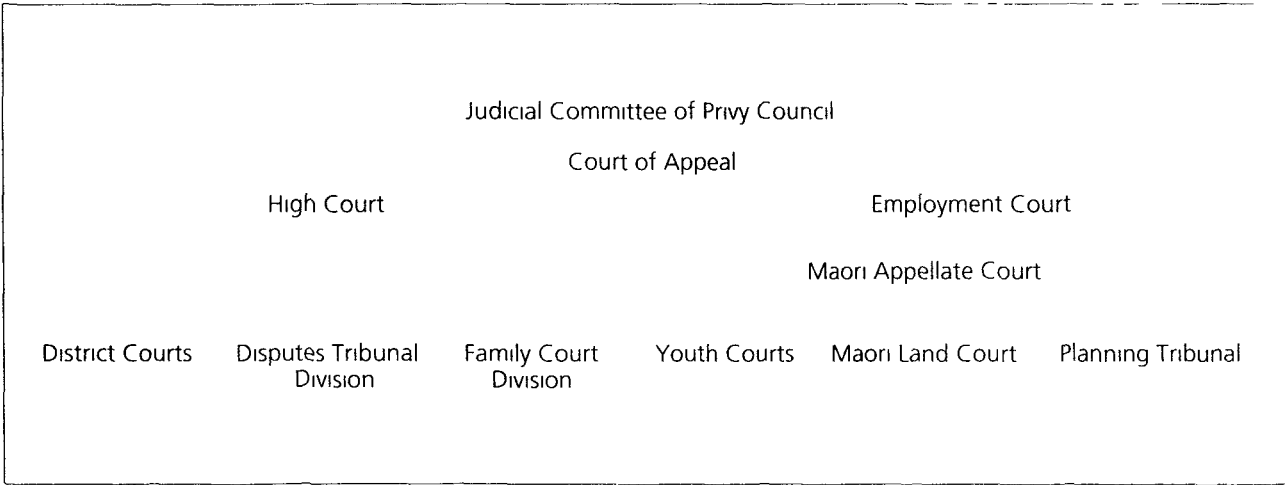 Judicial Committee of Privy Council
Court of Appeal
High Court Employment Court
Maori Appellate Court
District Courts Disputes Tribunal Family Court Youth Courts Maori Land Court Planning Tribunal
Division Division